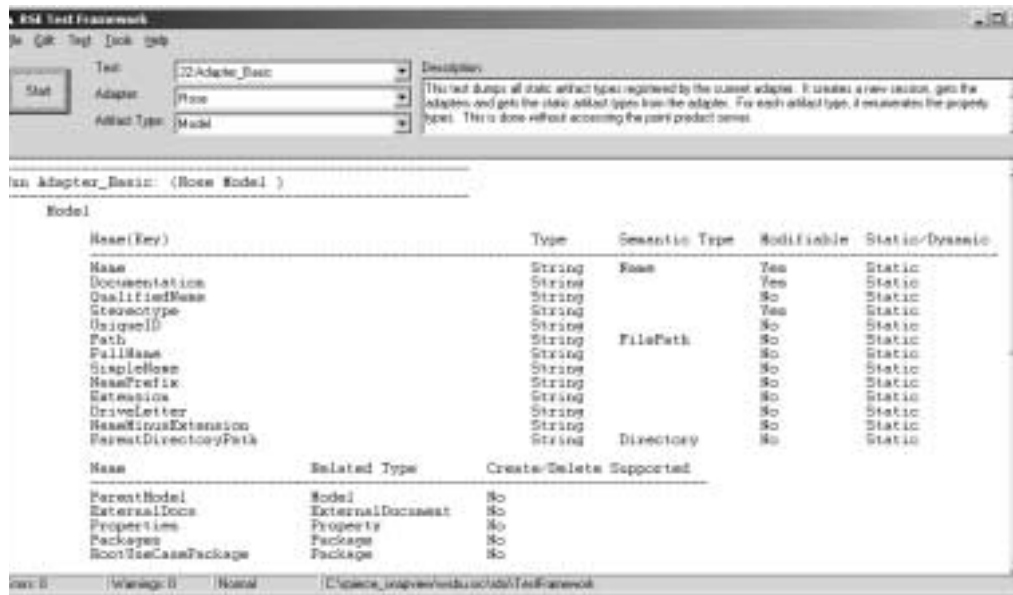 RSE Test Framework
Edit Test Tools Help
Start
Test: 22 Adapter_Basic
Adapter: Rose
Artifact Type: Model
Description:
This test dumps all static artifact types registered by the current adapter. It creates a new session, gets the
adapters and gets the static artifact types from the adapter. For each artifact type, it enumerates the property
types. This is done without accessing the point product server.
Run Adapter_Basic: (Rose Model )
Model
Name(Key) Type Semantic Type Modifiable Static/Dynamic
Name String Name Yes Static
Documentation String Yes Static
QualifiedName String No Static
Stereotype String Yes Static
UniqueID String No Static
Path String FilePath No Static
FullName String No Static
SimpleName String No Static
NamePrefix String No Static
Extension String No Static
DriveLetter String No Static
NameMinusExtension String No Static
ParentDirectoryPath String Directory No Static
Name Related Type Create/Delete Supported
ParentModel Model No
ExternalDocs ExternalDocument No
Properties Property No
Packages Package No
RootUseCasePackage Package No
Errors: 0 Warnings: 0 Normal